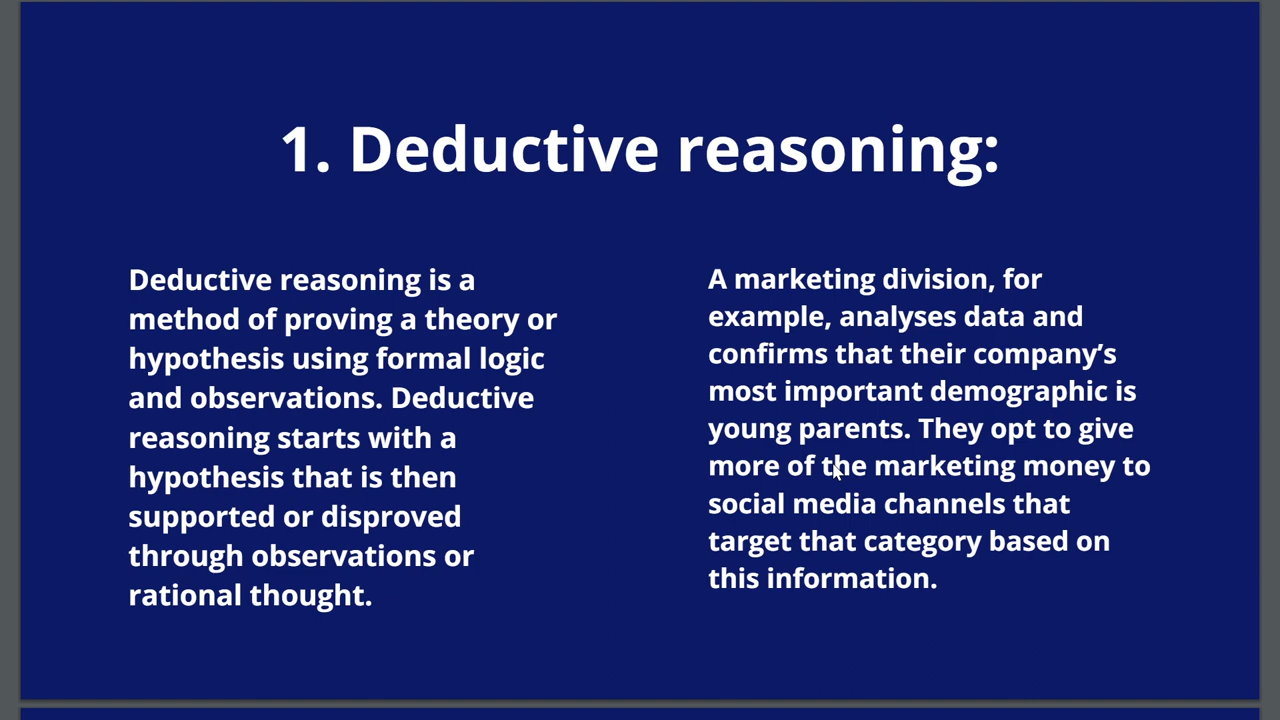 1. Deductive reasoning:
Deductive reasoning is a
method of proving a theory or
hypothesis using formal logic
and observations. Deductive
reasoning starts with a
hypothesis that is then
supported or disproved
through observations or
rational thought.
A marketing division, for
example, analyses data and
confirms that their company’s
most important demographic is
young parents. They opt to give
more of the marketing money to
social media channels that
target that category based on
this information.